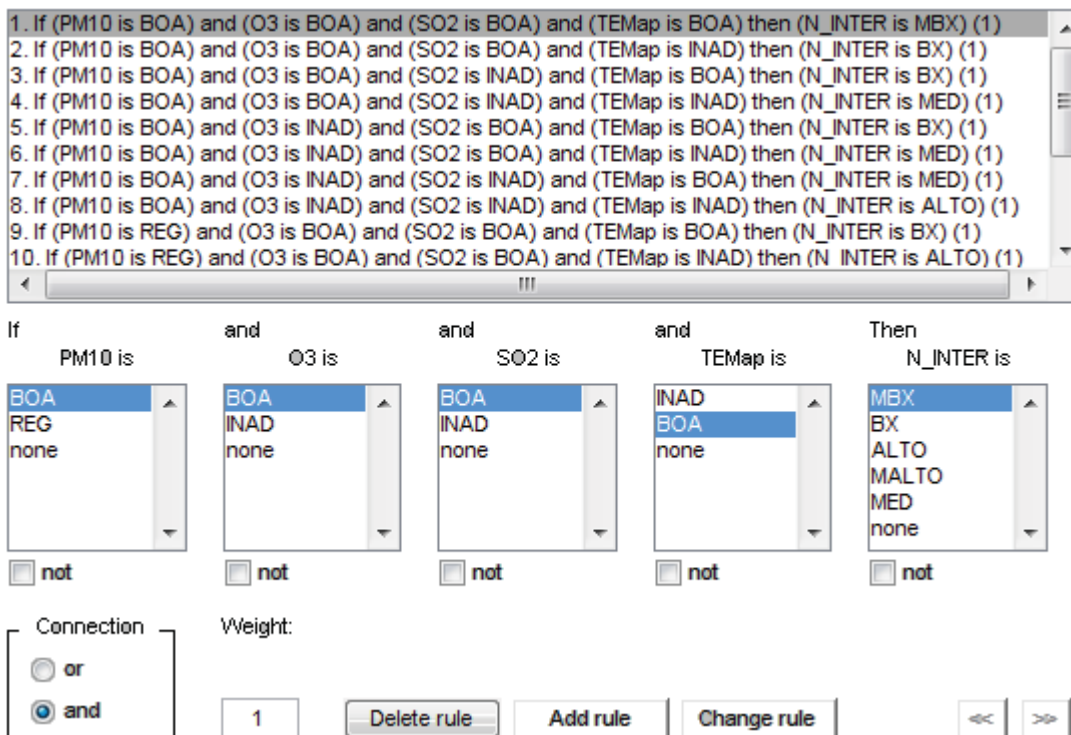 1. If (PM10 is BOA) and (O3 is BOA) and (SO2 is BOA) and (TEMap is BOA) then (N_INTER is MBX) (1)
2. If (PM10 is BOA) and (O3 is BOA) and (SO2 is BOA) and (TEMap is INAD) then (N_INTER is BX) (1)
3. If (PM10 is BOA) and (O3 is BOA) and (SO2 is INAD) and (TEMap is BOA) then (N_INTER is BX) (1)
4. If (PM10 is BOA) and (O3 is BOA) and (SO2 is INAD) and (TEMap is INAD) then (N_INTER is MED) (1)
5. If (PM10 is BOA) and (O3 is INAD) and (SO2 is BOA) and (TEMap is BOA) then (N_INTER is BX) (1)
6. If (PM10 is BOA) and (O3 is INAD) and (SO2 is BOA) and (TEMap is INAD) then (N_INTER is MED) (1)
7. If (PM10 is BOA) and (O3 is INAD) and (SO2 is INAD) and (TEMap is BOA) then (N_INTER is MED) (1)
8. If (PM10 is BOA) and (O3 is INAD) and (SO2 is INAD) and (TEMap is INAD) then (N_INTER is ALTO) (1)
9. If (PM10 is REG) and (O3 is BOA) and (SO2 is BOA) and (TEMap is BOA) then (N_INTER is BX) (1)
10. If (PM10 is REG) and (O3 is BOA) and (SO2 is BOA) and (TEMap is INAD) then (N_INTER is ALTO) (1)
If and and and Then
PM10 is O3 is SO2 is TEMap is N_INTER is
BOA BOA BOA INAD MBX
REG INAD INAD BOA BX
none none none none ALTO
MALTO
MED
none
not not not not not
Connection Weight:
or
and 1 Delete rule Add rule Change rule << >>